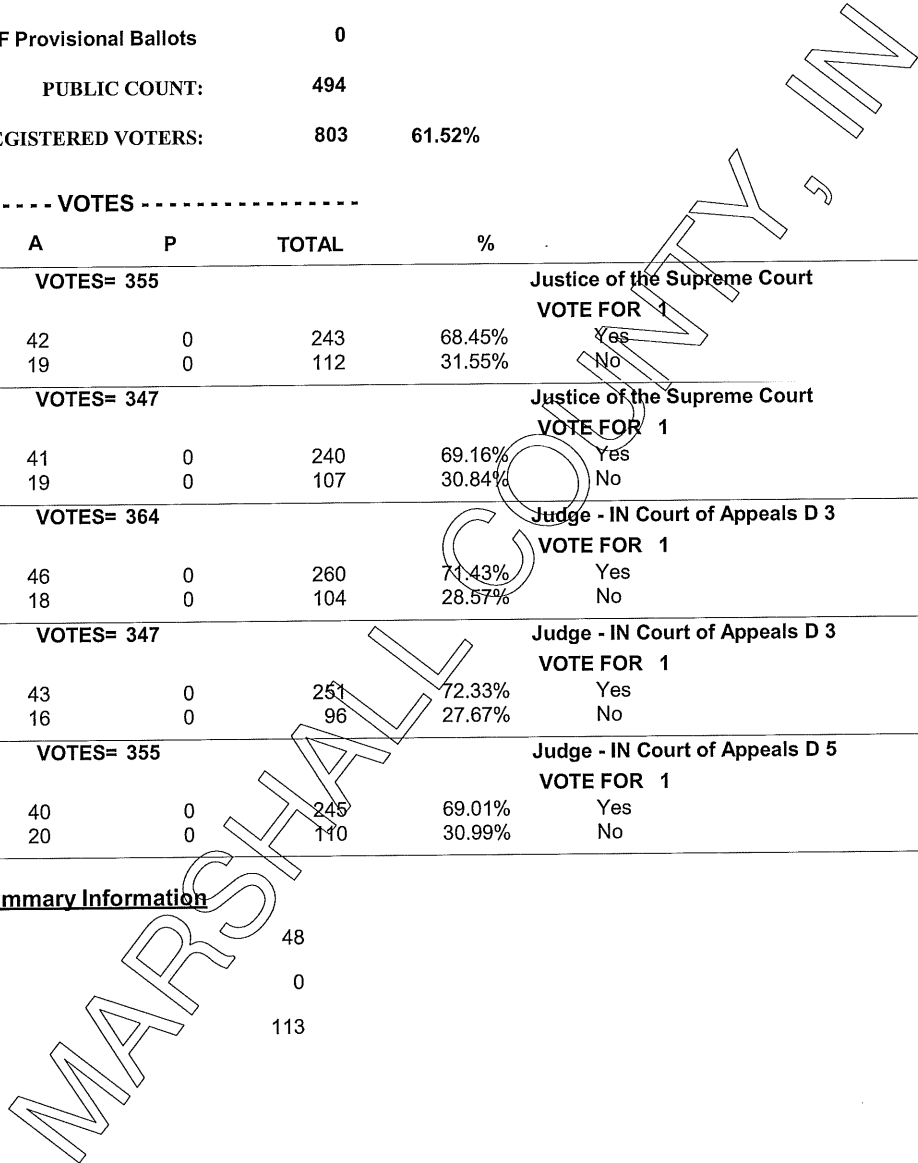 F Provisional Ballots 0
PUBLIC COUNT: 494
EGISTERED VOTERS: 803 61.52%
- - - - VOTES - - - - - - - - - - - - - - - -
A P TOTAL %
VOTES= 355 Justice of the Supreme Court
VOTE FOR 1
42 0 243 68.45% Yes
19 0 112 31.55% No
VOTES= 347 Justice of the Supreme Court
VOTE FOR 1
41 0 240 69.16% Yes
19 0 107 30.84% No
VOTES= 364 Judge - IN Court of Appeals D 3
VOTE FOR 1
46 0 260 71.43% Yes
18 0 104 28.57% No
VOTES= 347 Judge - IN Court of Appeals D 3
VOTE FOR 1
43 0 251 72.33% Yes
16 0 96 27.67% No
VOTES= 355 Judge - IN Court of Appeals D 5
VOTE FOR 1
40 0 245 69.01% Yes
20 0 110 30.99% No
mmary Information
48
0
113
MARSHALL COUNTY, IN